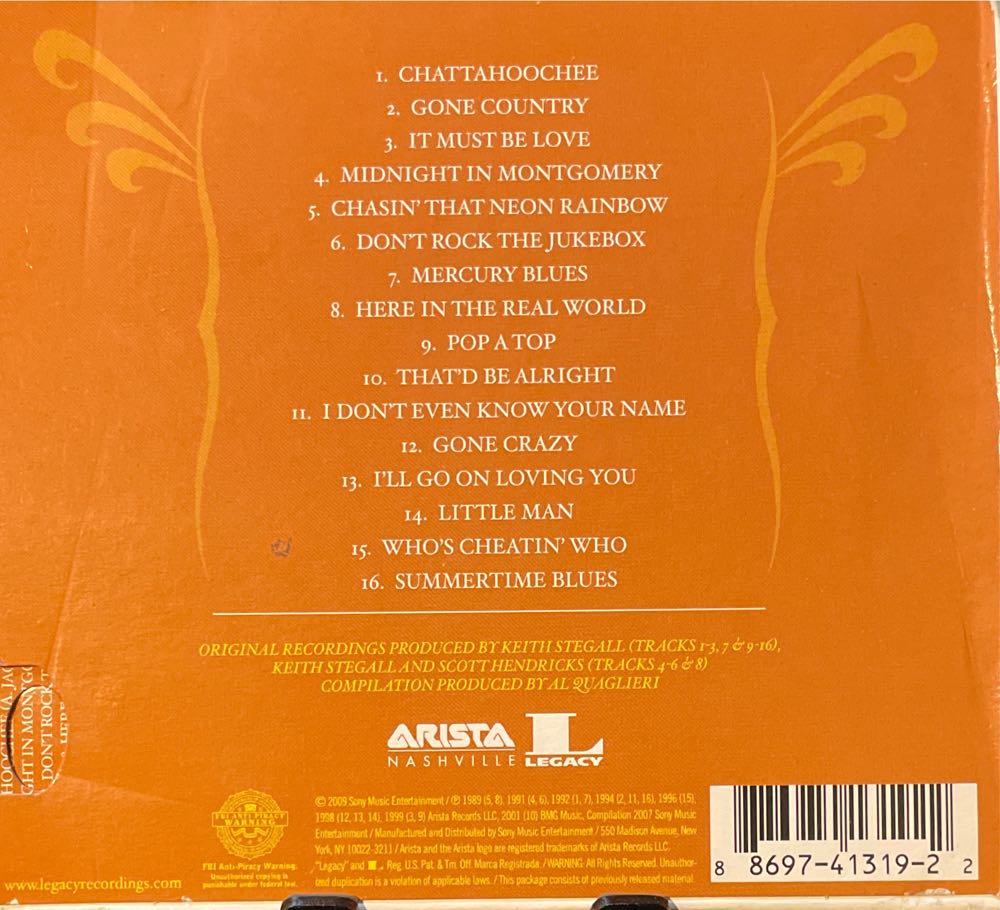 1. CHATTAHOOCHEE
2. GONE COUNTRY
3. IT MUST BE LOVE
4. MIDNIGHT IN MONTGOMERY
5. CHASIN' THAT NEON RAINBOW
6. DON'T ROCK THE JUKEBOX
7. MERCURY BLUES
8. HERE IN THE REAL WORLD
9. POP A TOP
10. THAT'D BE ALRIGHT
11. I DON'T EVEN KNOW YOUR NAME
12. GONE CRAZY
13. I'LL GO ON LOVING YOU
14. LITTLE MAN
15. WHO'S CHEATIN' WHO
16. SUMMERTIME BLUES
ORIGINAL RECORDINGS PRODUCED BY KEITH STEGALL (TRACKS 1-3, 7 & 9-16),
KEITH STEGALL AND SCOTT HENDRICKS (TRACKS 4-6 & 8)
COMPILATION PRODUCED BY AL QUAGLIERI
GHT IN MONTGO
DON'T ROCK T
ARISTA
NASHVILLE
L
LEGACY
FBI ANTI-PIRACY
WARNING
FBI Anti-Piracy Warning:
Unauthorized copying is
punishable under federal law.
www.legacyrecordings.com
© 2009 Sony Music Entertainment / ℗ 1989 (5, 8), 1991 (4, 6), 1992 (1, 7), 1994 (2, 11, 16), 1996 (15),
1998 (12, 13, 14), 1999 (3, 9) Arista Records LLC, 2001 (10) BMG Music, Compilation 2007 Sony Music
Entertainment / Manufactured and Distributed by Sony Music Entertainment / 550 Madison Avenue, New
York, NY 10022-3211 / Arista and the Arista logo are registered trademarks of Arista Records LLC.
"Legacy" and L Reg. U.S. Pat. & Tm. Off. Marca Registrada. / WARNING: All Rights Reserved. Unauthor-
ized duplication is a violation of applicable laws. / This package consists of previously released material.
8 8697-41319-2 2